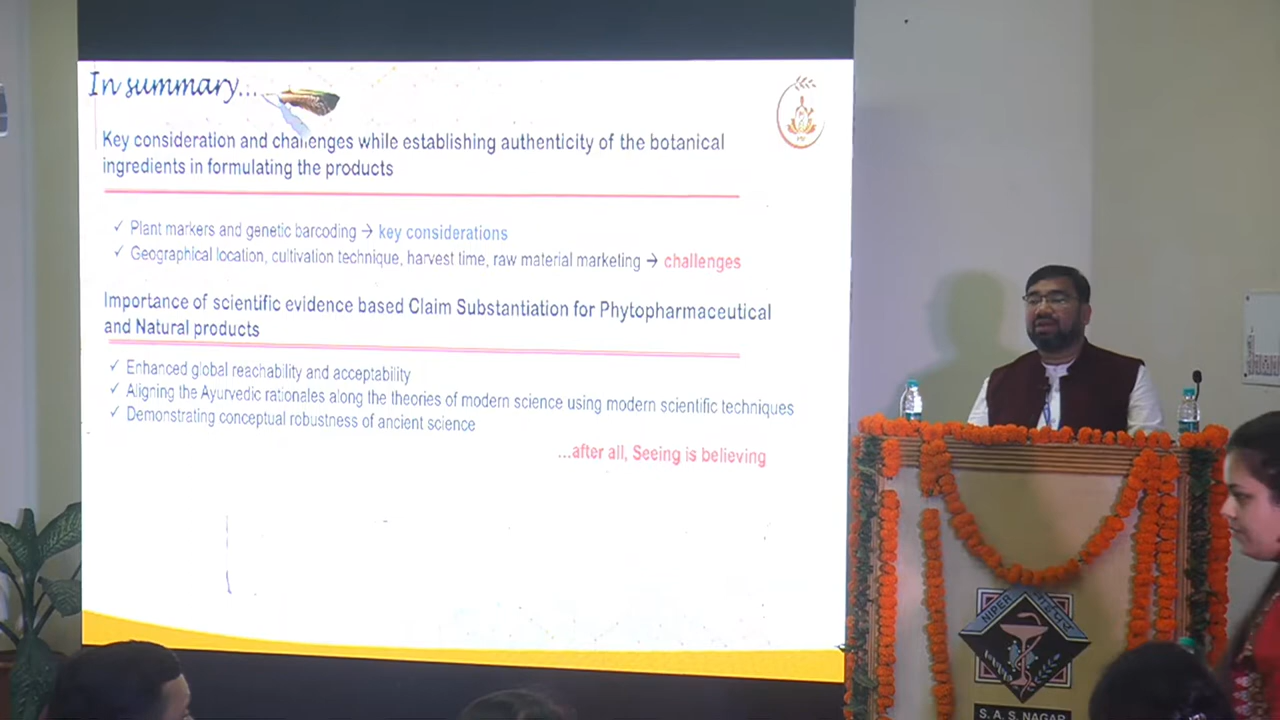 In summary...
Key consideration and challenges while establishing authenticity of the botanical
ingredients in formulating the products
✓ Plant markers and genetic barcoding → key considerations
✓ Geographical location, cultivation technique, harvest time, raw material marketing → challenges
Importance of scientific evidence based Claim Substantiation for Phytopharmaceutical
and Natural products
✓ Enhanced global reachability and acceptability
✓ Aligning the Ayurvedic rationales along the theories of modern science using modern scientific techniques
✓ Demonstrating conceptual robustness of ancient science
...after all, Seeing is believing
NIPER
S. A. S. NAGAR